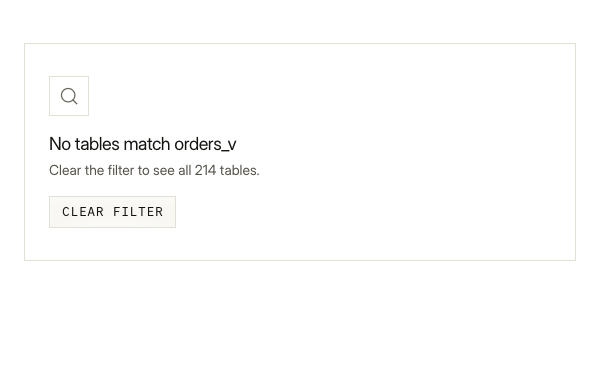 No tables match orders_v
Clear the filter to see all 214 tables.
CLEAR FILTER